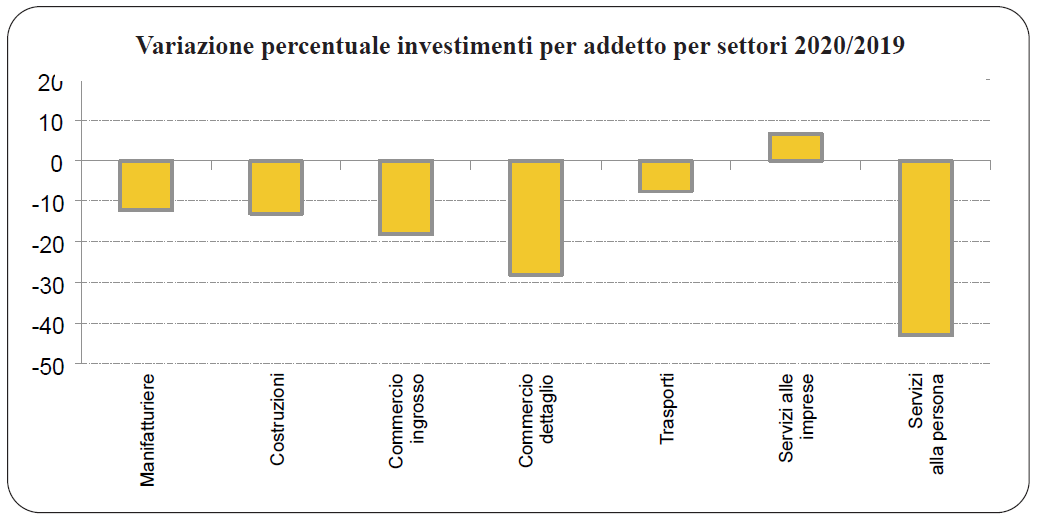 Variazione percentuale investimenti per addetto per settori 2020/2019
20
10
0
-10
-20
-30
-40
-50
Manifatturiere
Costruzioni
Commercio
ingrosso
Commercio
dettaglio
Trasporti
Servizi alle
imprese
Servizi
alla persona